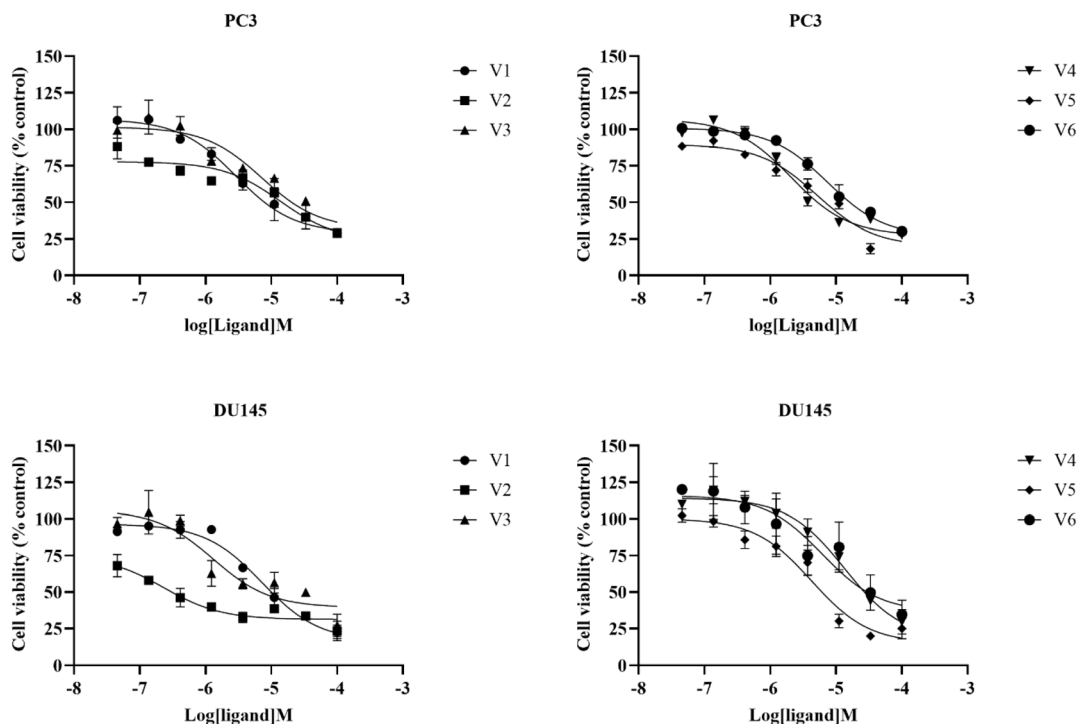 PC3
Cell viability (% control)
150
125
100
75
50
25
0
-8
-7
-6
-5
-4
-3
log[Ligand]M
V1
V2
V3
PC3
Cell viability (% control)
150
125
100
75
50
25
0
-8
-7
-6
-5
-4
-3
log[Ligand]M
V4
V5
V6
DU145
Cell viability (% control)
150
125
100
75
50
25
0
-8
-7
-6
-5
-4
-3
Log[ligand]M
V1
V2
V3
DU145
Cell viability (% control)
150
125
100
75
50
25
0
-8
-7
-6
-5
-4
-3
Log[ligand]M
V4
V5
V6